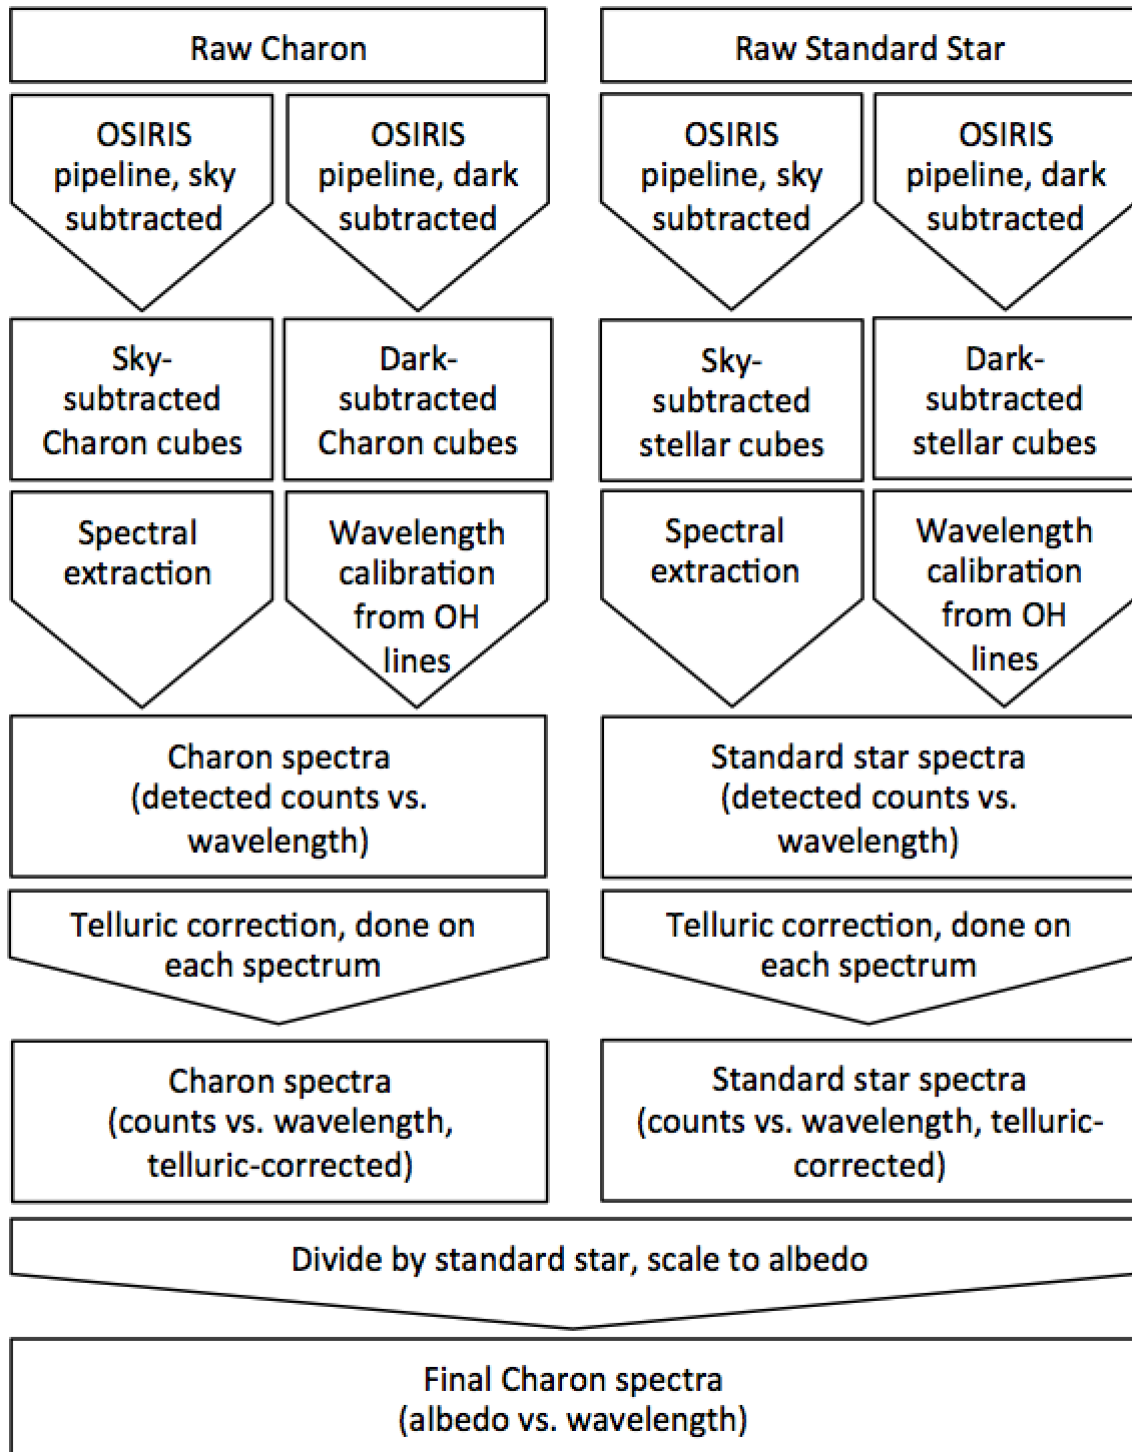 Raw Charon
Raw Standard Star
OSIRIS
pipeline, sky
subtracted
OSIRIS
pipeline, dark
subtracted
OSIRIS
pipeline, sky
subtracted
OSIRIS
pipeline, dark
subtracted
Sky-
subtracted
Charon cubes
Dark-
subtracted
Charon cubes
Sky-
subtracted
stellar cubes
Dark-
subtracted
stellar cubes
Spectral
extraction
Wavelength
calibration
from OH
lines
Spectral
extraction
Wavelength
calibration
from OH
lines
Charon spectra
(detected counts vs.
wavelength)
Standard star spectra
(detected counts vs.
wavelength)
Telluric correction, done on
each spectrum
Telluric correction, done on
each spectrum
Charon spectra
(counts vs. wavelength,
telluric-corrected)
Standard star spectra
(counts vs. wavelength, telluric-
corrected)
Divide by standard star, scale to albedo
Final Charon spectra
(albedo vs. wavelength)